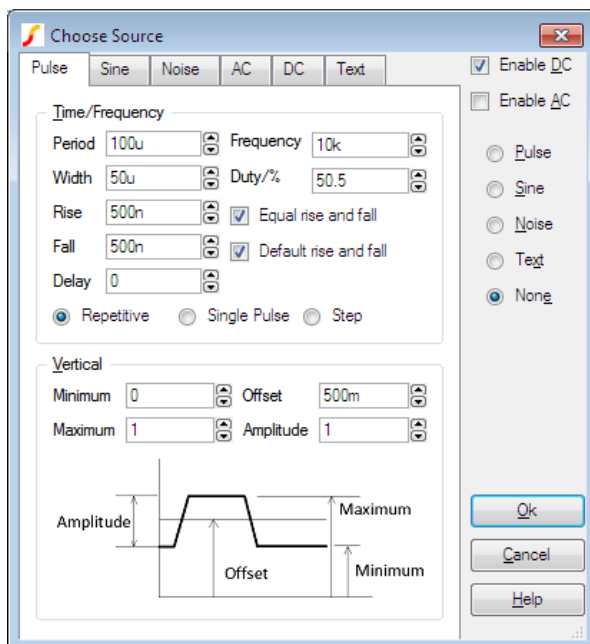 Choose Source
Pulse Sine Noise AC DC Text
Enable DC
Enable AC
Time/Frequency
Period 100u Frequency 10k
Width 50u Duty/% 50.5
Rise 500n Equal rise and fall
Fall 500n Default rise and fall
Delay 0
Repetitive Single Pulse Step
Pulse
Sine
Noise
Text
None
Vertical
Minimum 0 Offset 500m
Maximum 1 Amplitude 1
Amplitude
Maximum
Offset
Minimum
Ok
Cancel
Help